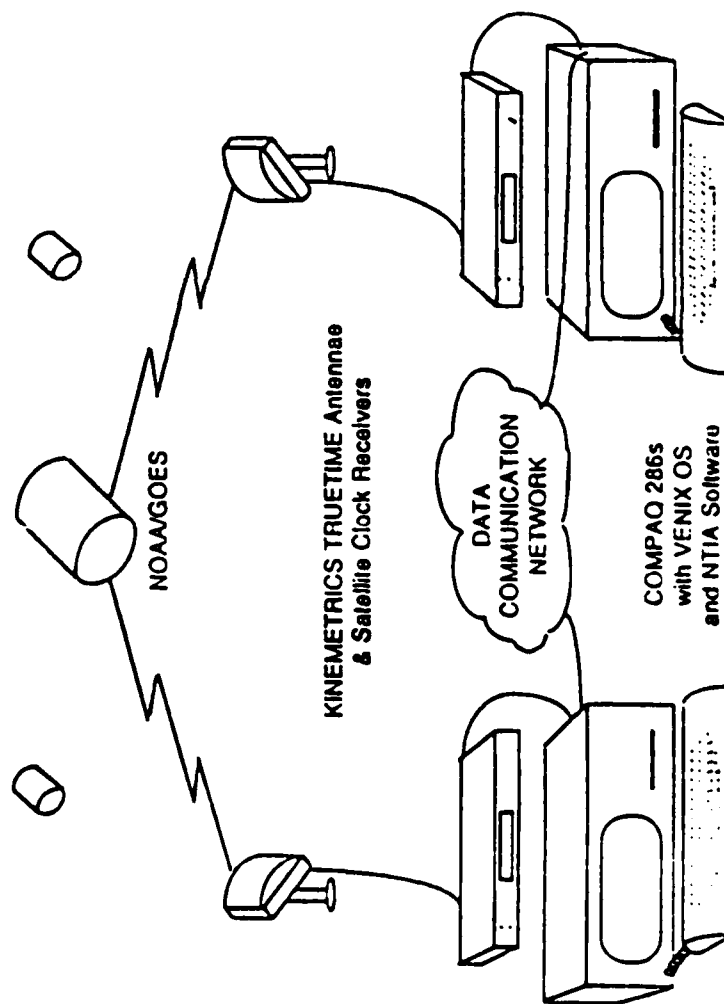 NOAA/GOES
KINEMETRICS TRUETIME Antennae
& Satellite Clock Receivers
DATA
COMMUNICATION
NETWORK
COMPAQ 286s
with VENIX OS
and NTIA Software